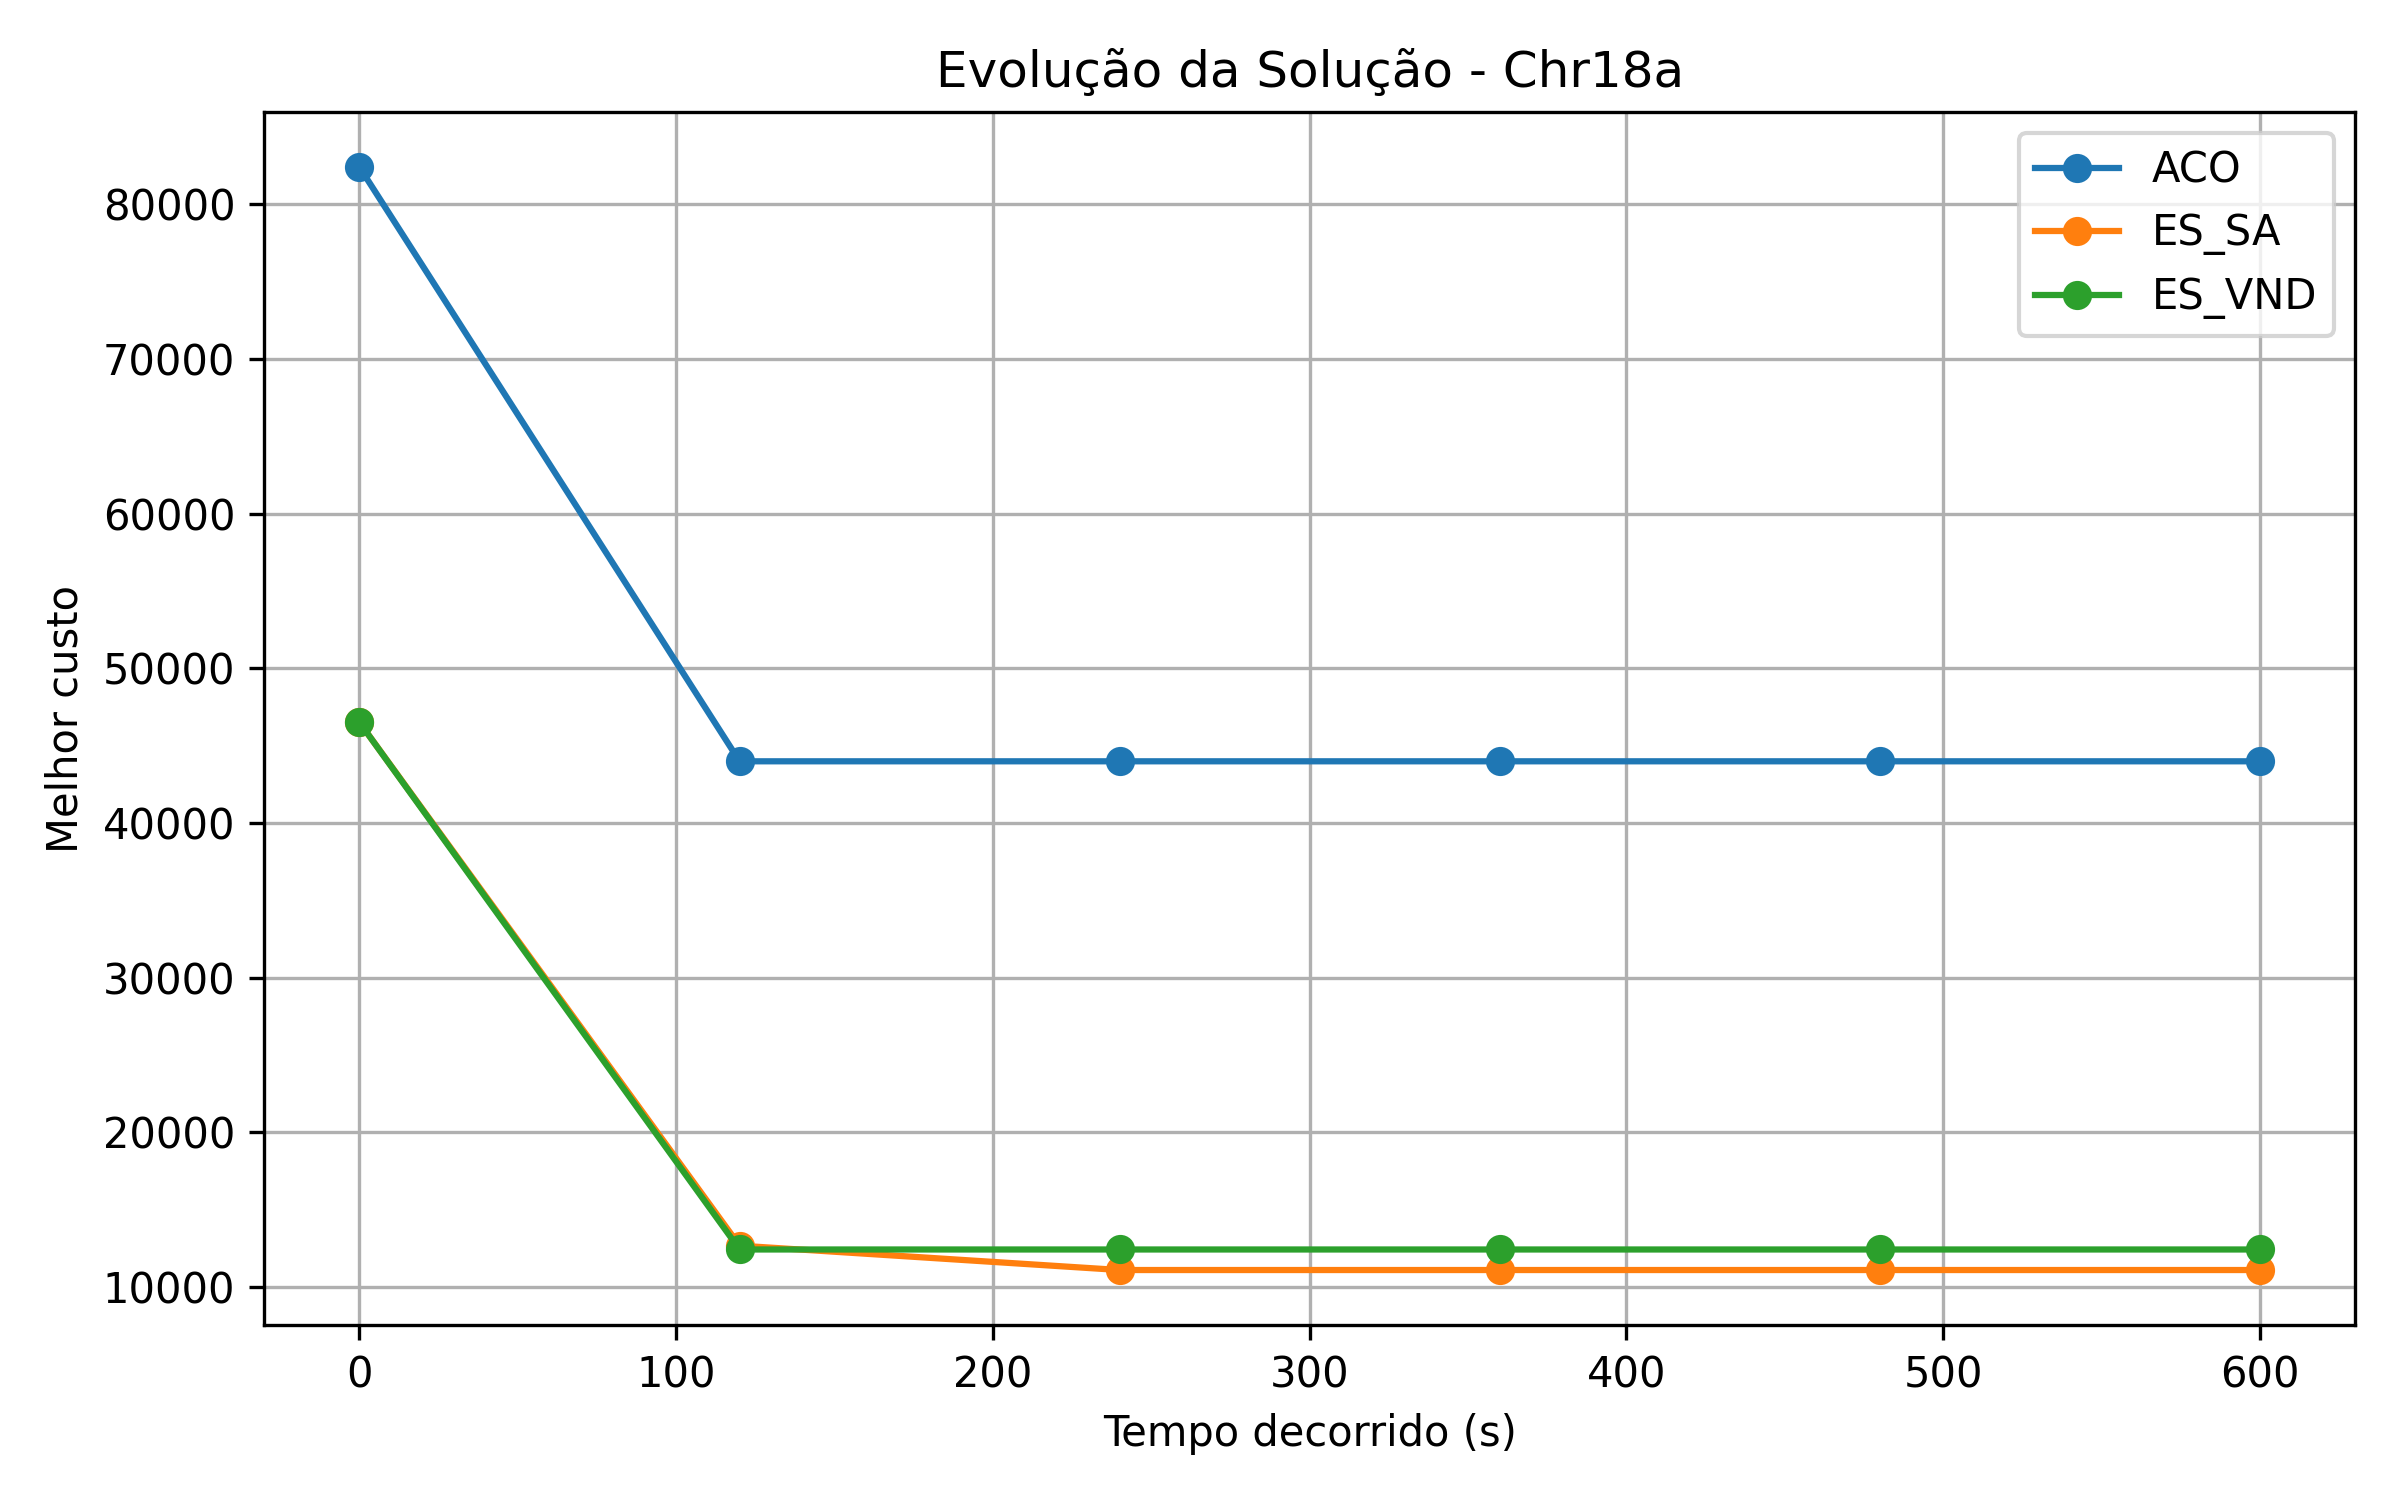 Evolução da Solução - Chr18a
ACO
ES_SA
ES_VND
Melhor custo
80000
70000
60000
50000
40000
30000
20000
10000
0 100 200 300 400 500 600
Tempo decorrido (s)